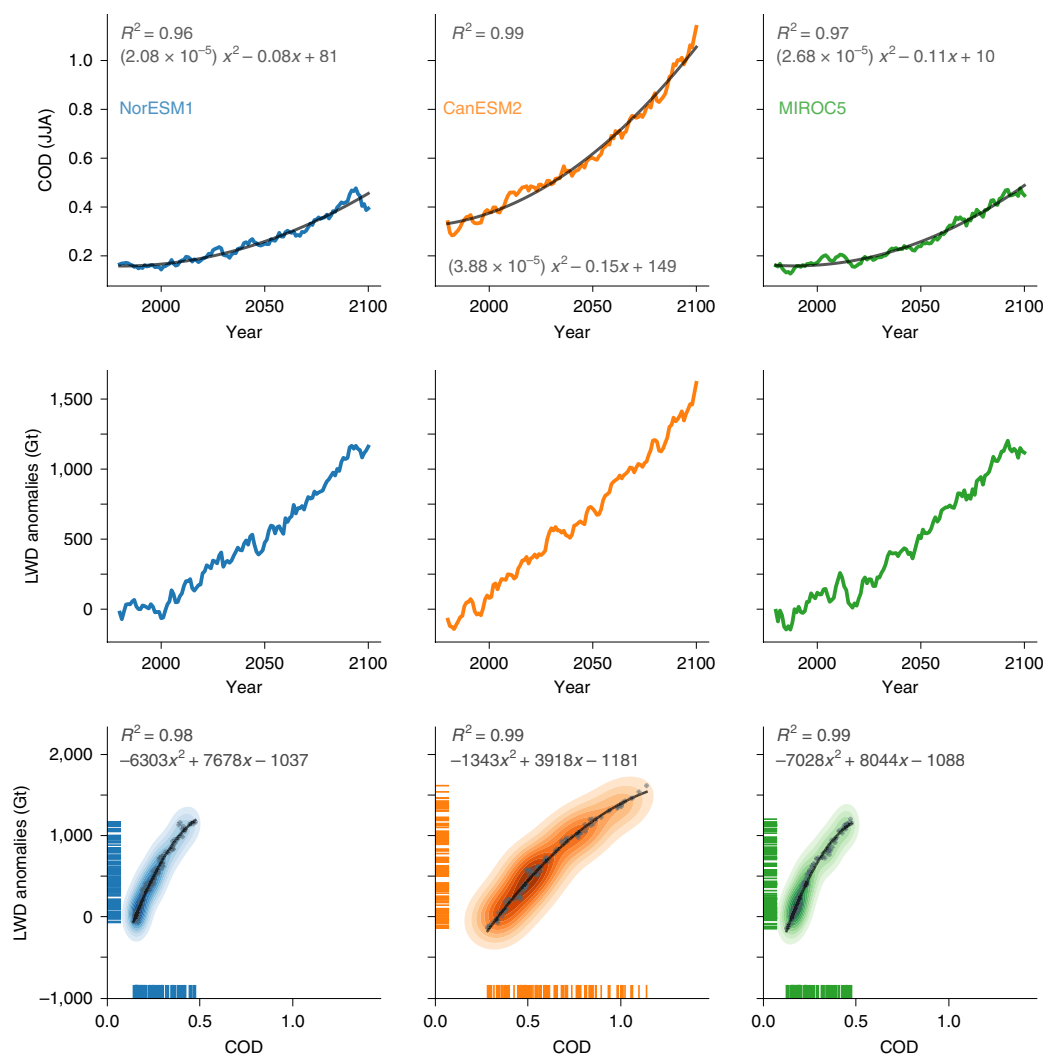 R² = 0.96
(2.08 × 10⁻⁵) x² – 0.08x + 81
NorESM1
COD (JJA)
1.0
0.8
0.6
0.4
0.2
2000
2050
2100
Year
R² = 0.99
CanESM2
(3.88 × 10⁻⁵) x² – 0.15x + 149
2000
2050
2100
Year
R² = 0.97
(2.68 × 10⁻⁵) x² – 0.11x + 10
MIROC5
2000
2050
2100
Year
LWD anomalies (Gt)
1,500
1,000
500
0
2000
2050
2100
Year
2000
2050
2100
Year
2000
2050
2100
Year
R² = 0.98
–6303x² + 7678x – 1037
LWD anomalies (Gt)
2,000
1,000
0
–1,000
0.0
0.5
1.0
COD
R² = 0.99
–1343x² + 3918x – 1181
0.0
0.5
1.0
COD
R² = 0.99
–7028x² + 8044x – 1088
0.0
0.5
1.0
COD